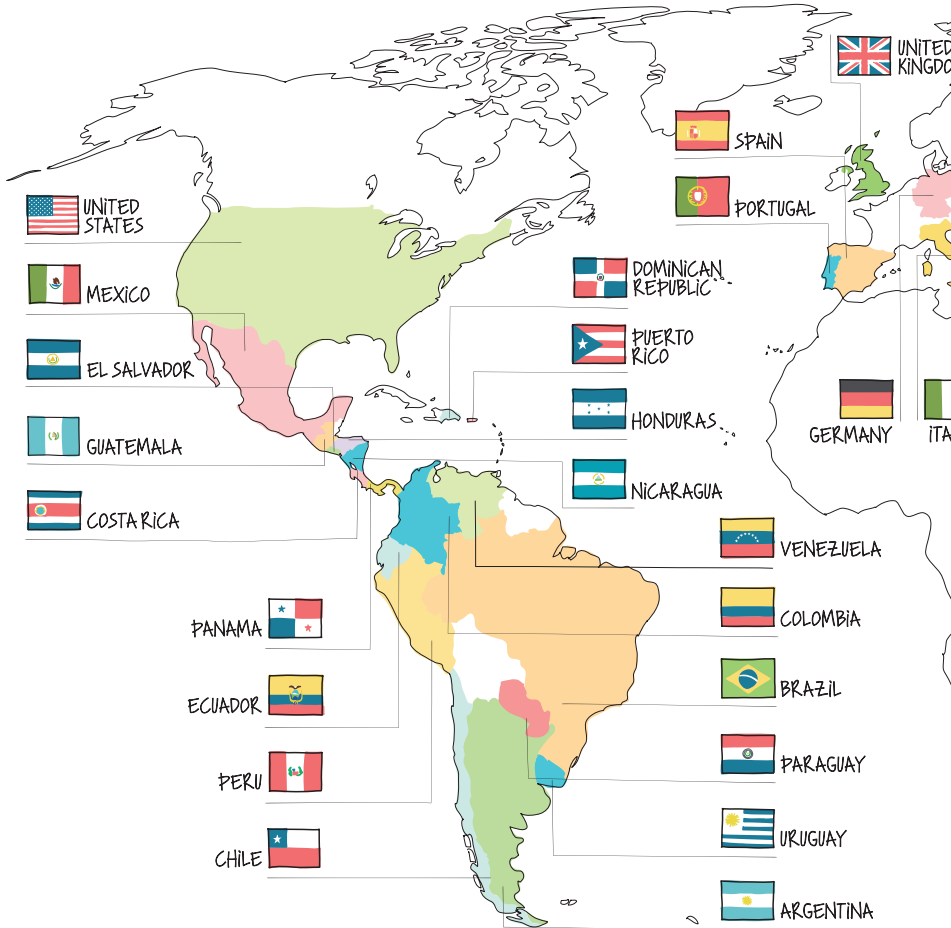 UNITED
KINGDO
SPAIN
PORTUGAL
UNITED
STATES
MEXICO
EL SALVADOR
GUATEMALA
COSTA RICA
DOMINICAN
REPUBLIC
PUERTO
RICO
HONDURAS
NICARAGUA
GERMANY
ITA
VENEZUELA
COLOMBIA
BRAZIL
PARAGUAY
URUGUAY
ARGENTINA
PANAMA
ECUADOR
PERU
CHILE